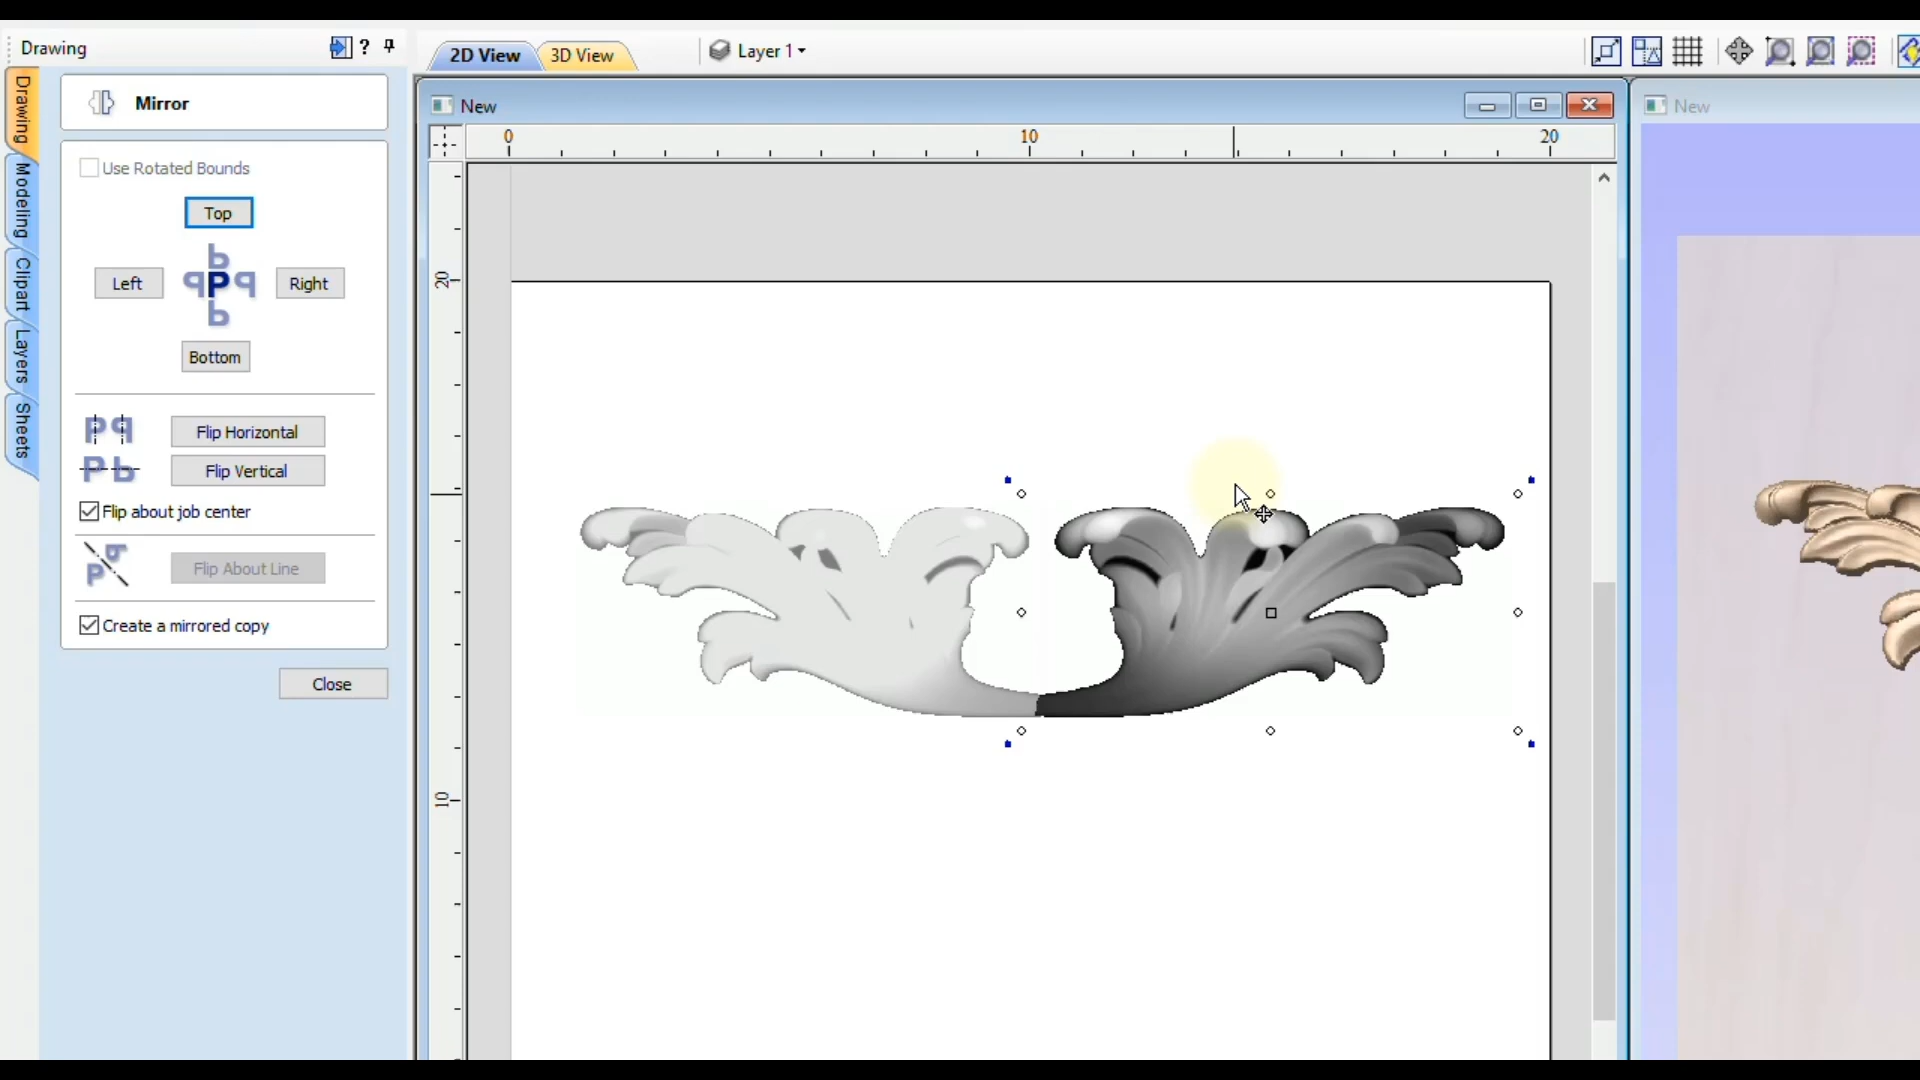 Drawing
?
2D View
3D View
Layer 1
Drawing
Modeling
Clipart
Layers
Sheets
Mirror
Use Rotated Bounds
Top
Left
Right
Bottom
Flip Horizontal
Flip Vertical
Flip about job center
Flip About Line
Create a mirrored copy
Close
New
0
10
20
20
10
New